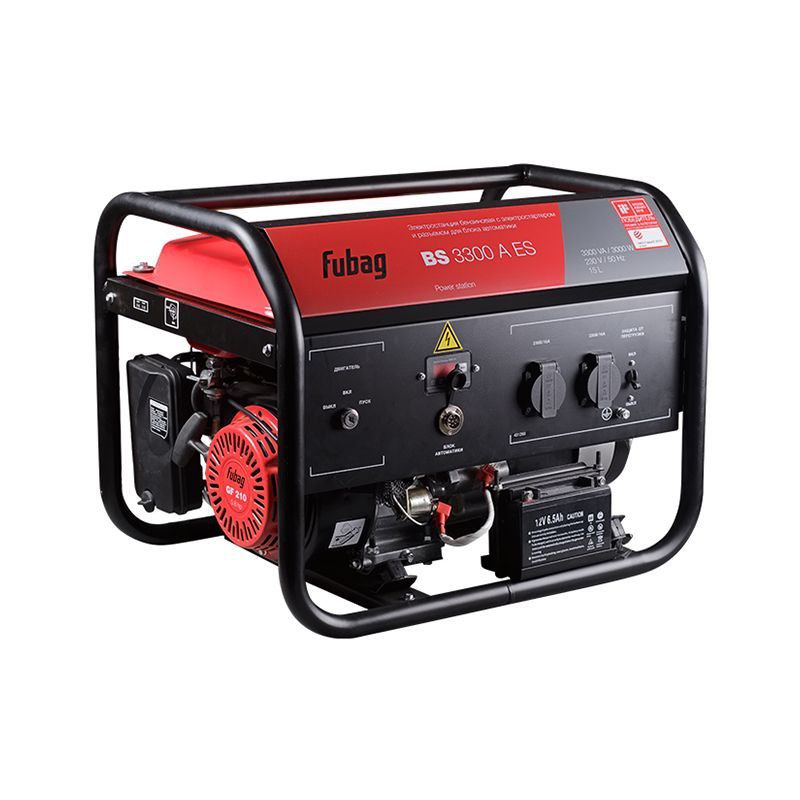 Электростанция бензиновая с электростартером
и разъемом для блока автоматики
fubag
BS 3300 A ES
Power station
3300 VA / 3000 W
230 V / 50 Hz
15 L
ПОБЕДИТЕЛЬ
ДВИГАТЕЛЬ
ВЫКЛ
ВКЛ
ПУСК
БЛОК
АВТОМАТИКИ
230В/16А
230В/16А
ЗАЩИТА ОТ
ПЕРЕГРУЗКИ
ВКЛ
ВЫКЛ
fubag
GF 210
12V 6.5Ah CAUTION